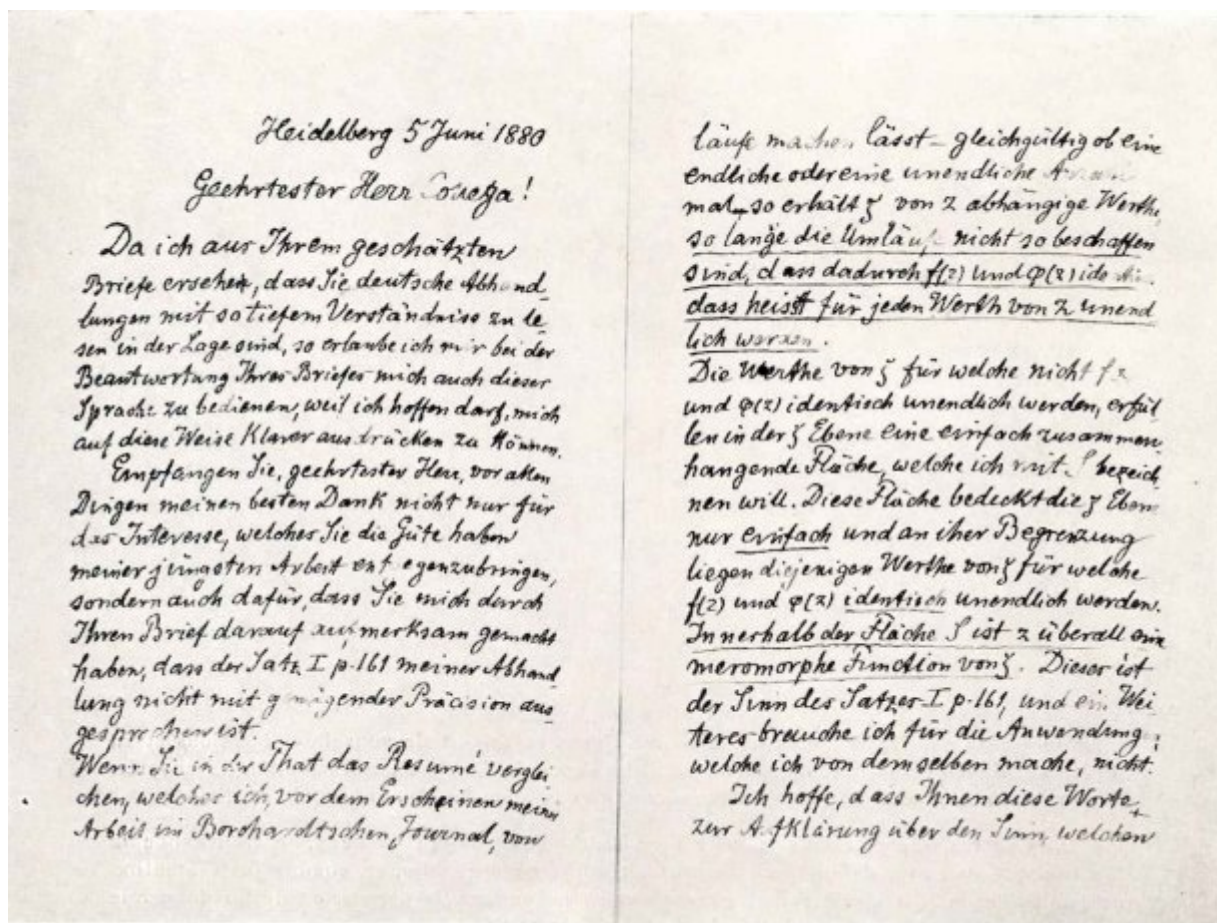 Heidelberg 5 Juni 1880
Geehrtester Herr
Da ich aus Ihrem geschätzten
Briefe ersehen, dass Sie deutsche Abhand
lungen mit so tiefem Verständniss zu le
sen in der Lage sind, so erlaube ich mir bei der
Beantwortung Ihres Briefes mich auch dieser
Sprache zu bedienen, weil ich hoffen darf, mich
auf diese Weise klarer ausdrücken zu können.
Empfangen Sie, geehrtester Herr, vor allen
Dingen meinen besten Dank nicht nur für
das Interesse, welches Sie die Güte haben
meiner jüngsten Arbeit entgegenzubringen,
sondern auch dafür, dass Sie mich durch
Ihren Brief darauf aufmerksam gemacht
haben, dass der Satz I p. 161 meiner Abhand
lung nicht mit genügender Präcision aus
gesprochen ist.
Wenn Sie in der That das Resumé verglei
chen, welches ich, vor dem Erscheinen meiner
Arbeit im Borchardtschen Journal, von
läufe machen lässt – gleichgültig ob eine
endliche oder eine unendliche
mal – so erhält ζ von z abhängige Werthe,
so lange die Umläufe nicht so beschaffen
sind, dass dadurch f(z) und φ(z)
dass heisst für jeden Werth von z unend
lich werden.
Die Werthe von ζ für welche nicht f z
und φ(z) identisch unendlich werden, erfül
len in der ζ Ebene eine einfach zusammen
hangende Fläche, welche ich mit S bezeich
nen will. Diese Fläche bedeckt die ζ Ebene
nur einfach und an iher Begrenzung
liegen diejenigen Werthe von ζ für welche
f(z) und φ(z) identisch unendlich werden.
Innerhalb der Fläche S ist z überall eine
meromorphe Function von ζ. Dieser ist
der Sinn des Satzes I p. 161, und ein Wei
teres brauche ich für die Anwendung,
welche ich von demselben mache, nicht.
Ich hoffe, dass Ihnen diese Worte
zur Aufklärung über den Sinn, welchen